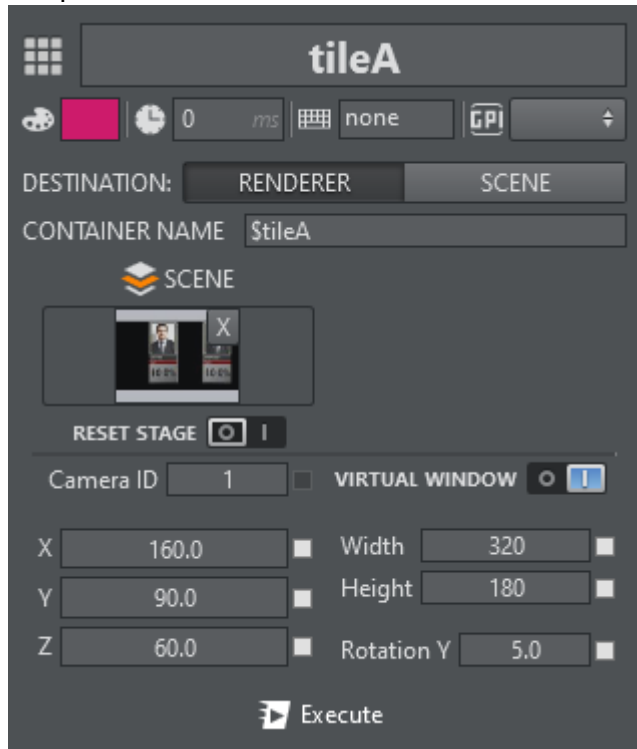 tileA
0 ms none GPI
DESTINATION: RENDERER SCENE
CONTAINER NAME $tileA
SCENE
X
RESET STAGE O I
Camera ID 1 VIRTUAL WINDOW O I
X 160.0 Width 320
Y 90.0 Height 180
Z 60.0 Rotation Y 5.0
Execute